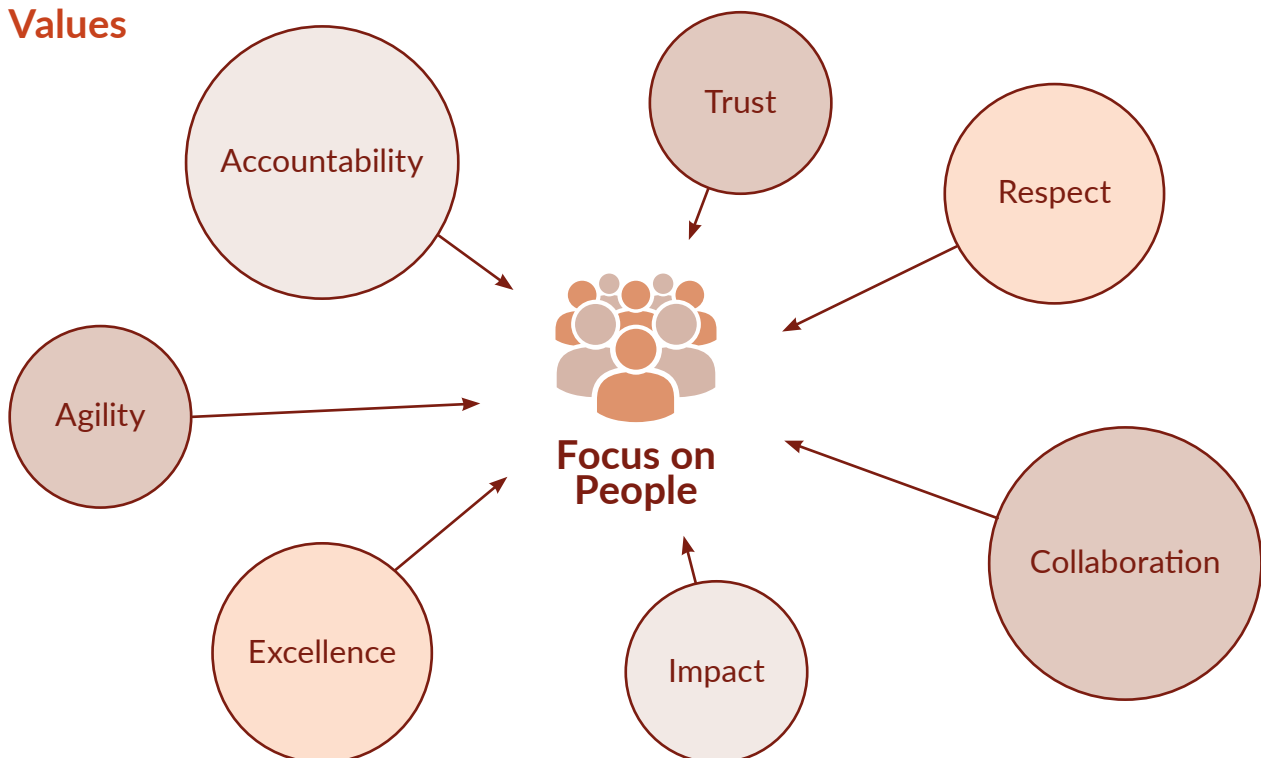 Values
Accountability
Trust
Respect
Agility
Focus on
People
Collaboration
Excellence
Impact